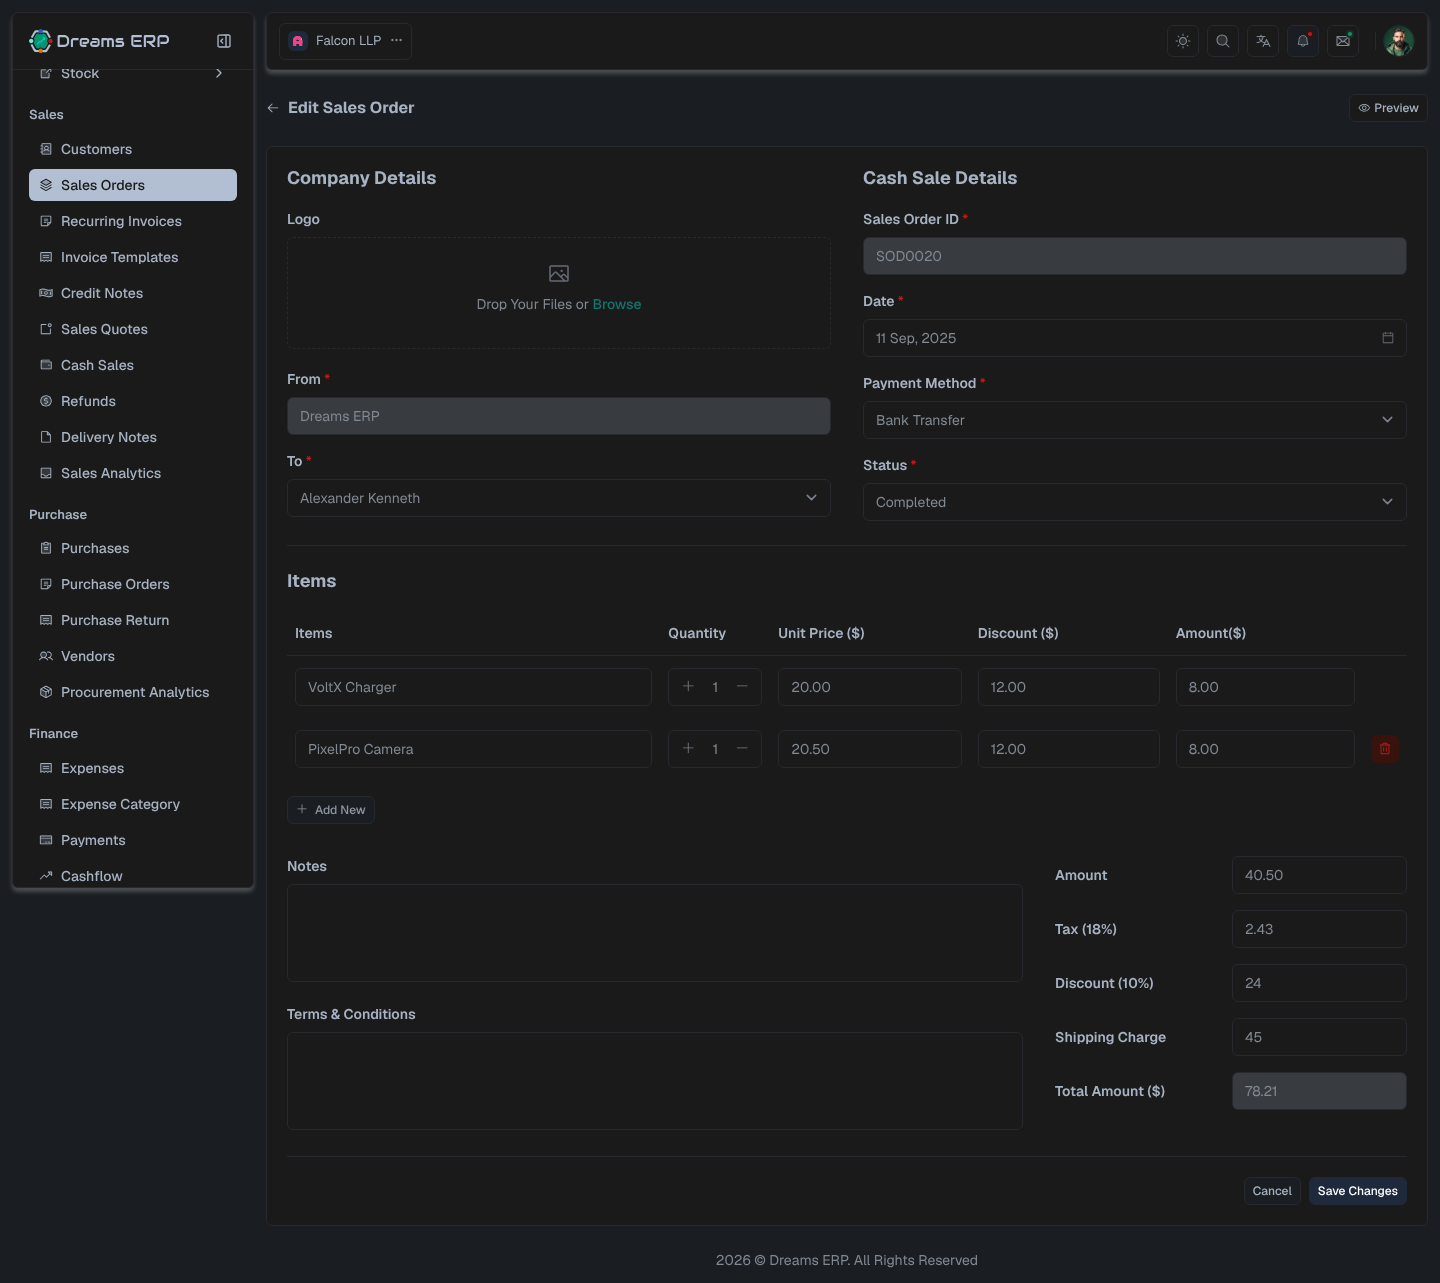 Dreams ERP
Stock
Sales
Customers
Sales Orders
Recurring Invoices
Invoice Templates
Credit Notes
Sales Quotes
Cash Sales
Refunds
Delivery Notes
Sales Analytics
Purchase
Purchases
Purchase Orders
Purchase Return
Vendors
Procurement Analytics
Finance
Expenses
Expense Category
Payments
Cashflow
Falcon LLP ...
Edit Sales Order
Preview
Company Details
Logo
Drop Your Files or Browse
From *
Dreams ERP
To *
Alexander Kenneth
Cash Sale Details
Sales Order ID *
SOD0020
Date *
11 Sep, 2025
Payment Method *
Bank Transfer
Status *
Completed
Items
Items Quantity Unit Price ($) Discount ($) Amount($)
VoltX Charger + 1 − 20.00 12.00 8.00
PixelPro Camera + 1 − 20.50 12.00 8.00
+ Add New
Notes
Terms & Conditions
Amount 40.50
Tax (18%) 2.43
Discount (10%) 24
Shipping Charge 45
Total Amount ($) 78.21
Cancel Save Changes
2026 © Dreams ERP. All Rights Reserved